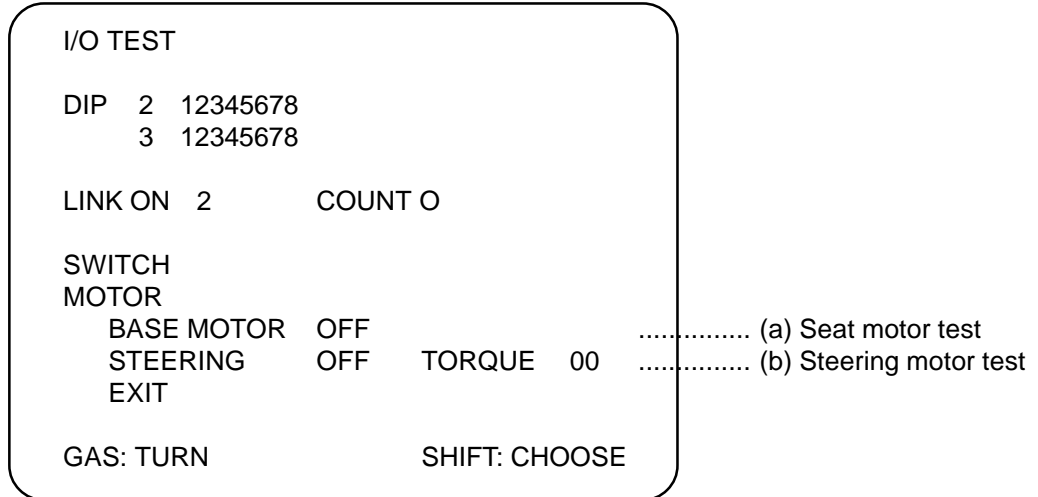 I/O TEST
DIP 2 12345678
3 12345678
LINK ON 2 COUNT O
SWITCH
MOTOR
BASE MOTOR OFF ............... (a) Seat motor test
STEERING OFF TORQUE 00 ............... (b) Steering motor test
EXIT
GAS: TURN SHIFT: CHOOSE